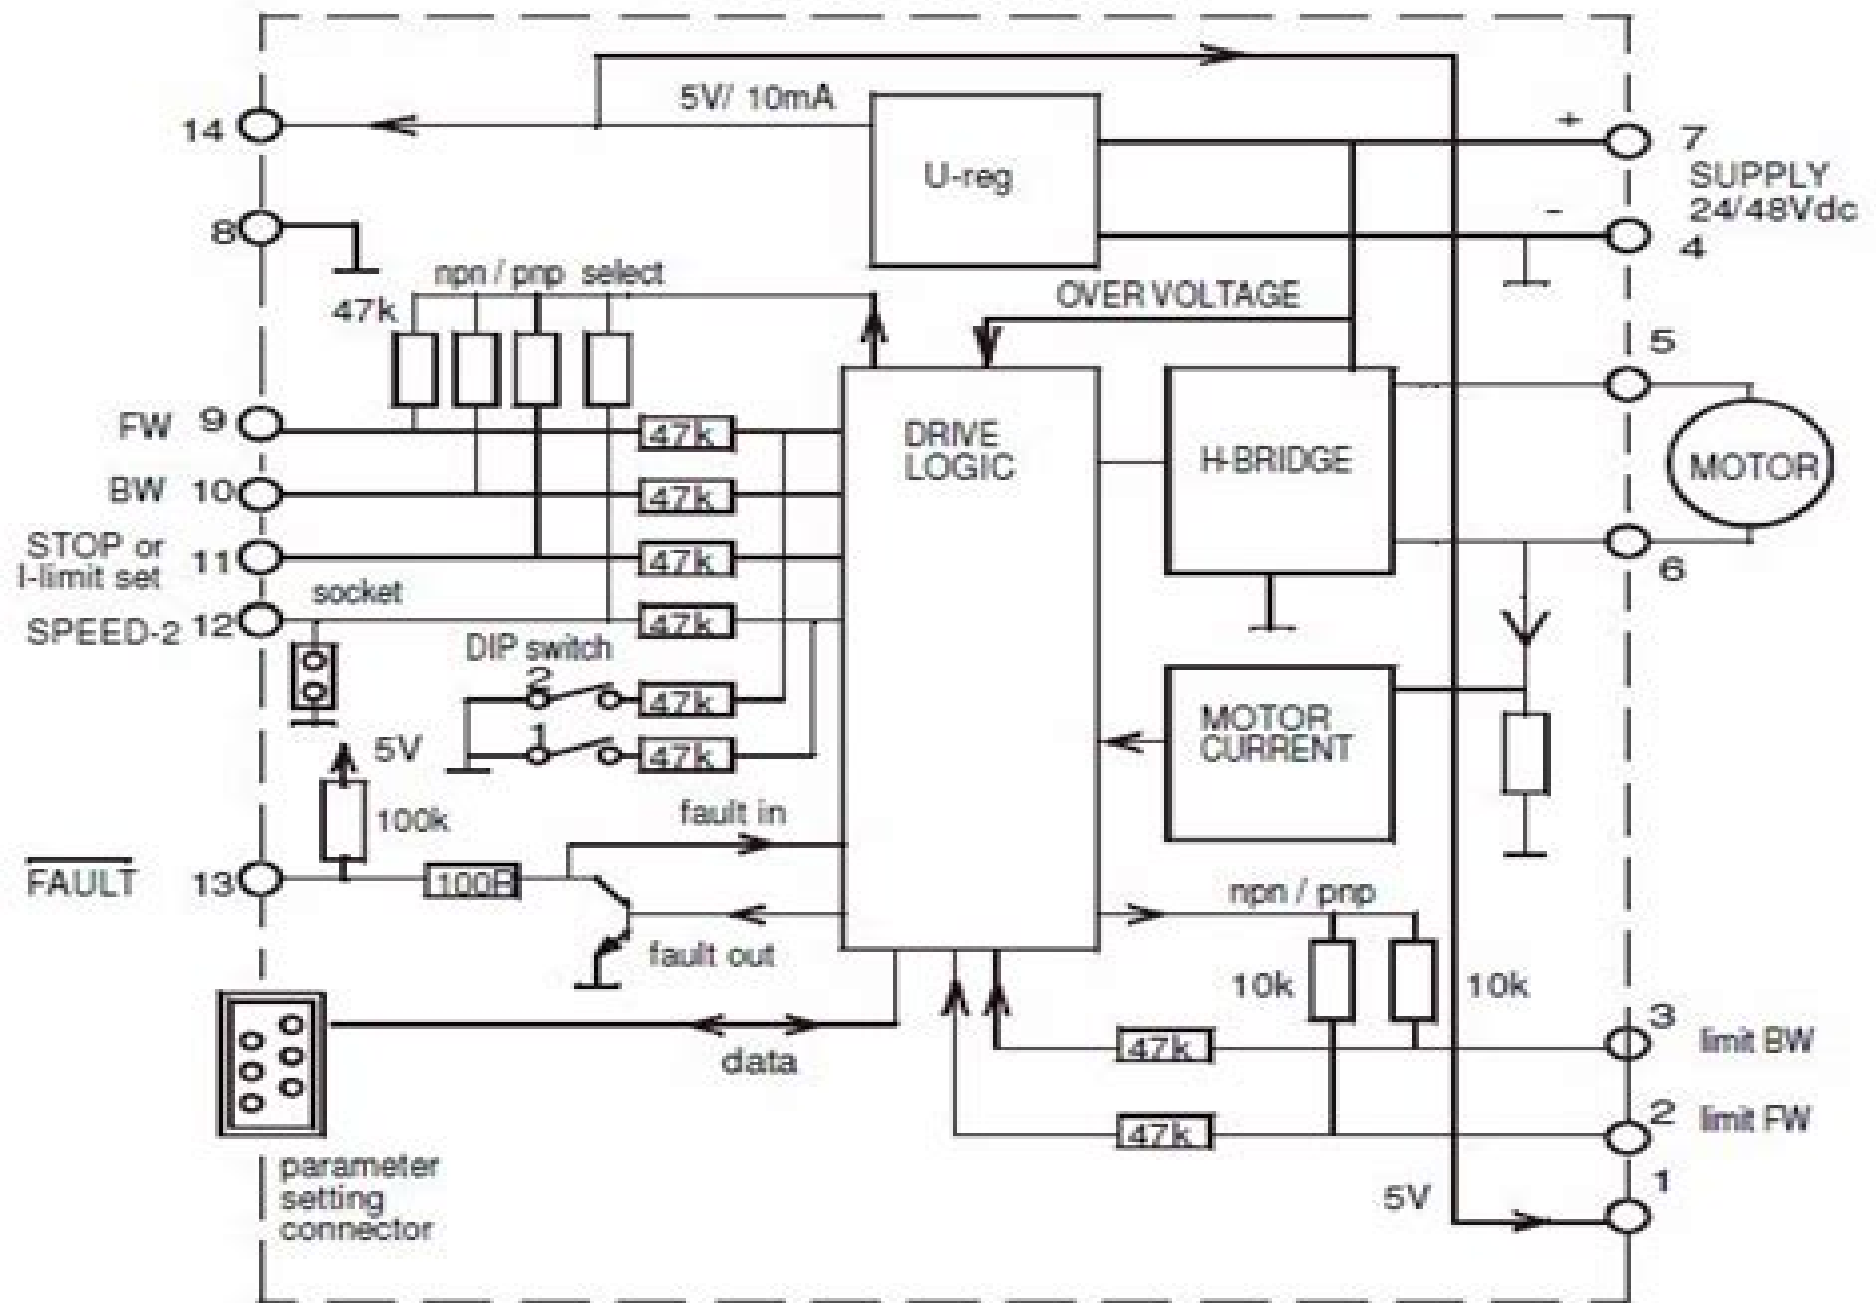 5V/ 10mA
14
+
7
U-reg
SUPPLY
24/48Vdc
8
-
4
npn / pnp select
47k
OVER VOLTAGE
5
FW 9
47k
DRIVE
LOGIC
H-BRIDGE
MOTOR
BW 10
47k
STOP or
I-limit set
11
47k
6
socket
SPEED-2 12
47k
DIP switch
2
47k
1
47k
MOTOR
CURRENT
5V
100k
fault in
FAULT 13
100R
npn / pnp
fault out
10k
10k
data
47k
3
limit BW
47k
2
limit FW
parameter
setting
connector
5V
1